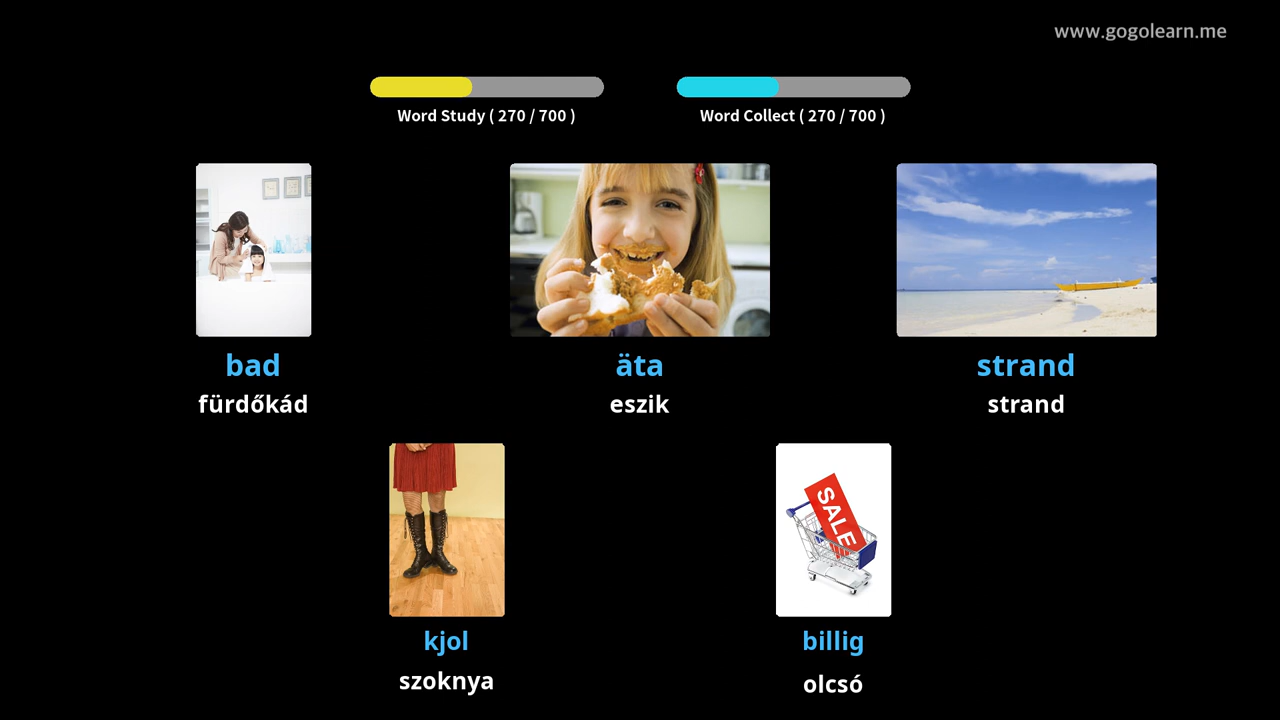 www.gogolearn.me
Word Study ( 270 / 700 )
Word Collect ( 270 / 700 )
bad
fürdőkád
äta
eszik
strand
strand
kjol
szoknya
SALE
billig
olcsó